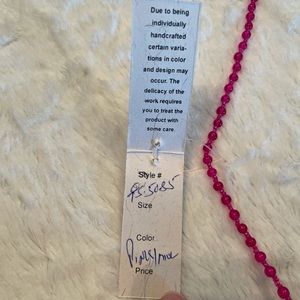 Due to being
individually
handcrafted
certain varia-
tions in color
and design may
occur. The
delicacy of the
work requires
you to treat the
product with
some care.
Style #
5085
Size
Color
Price